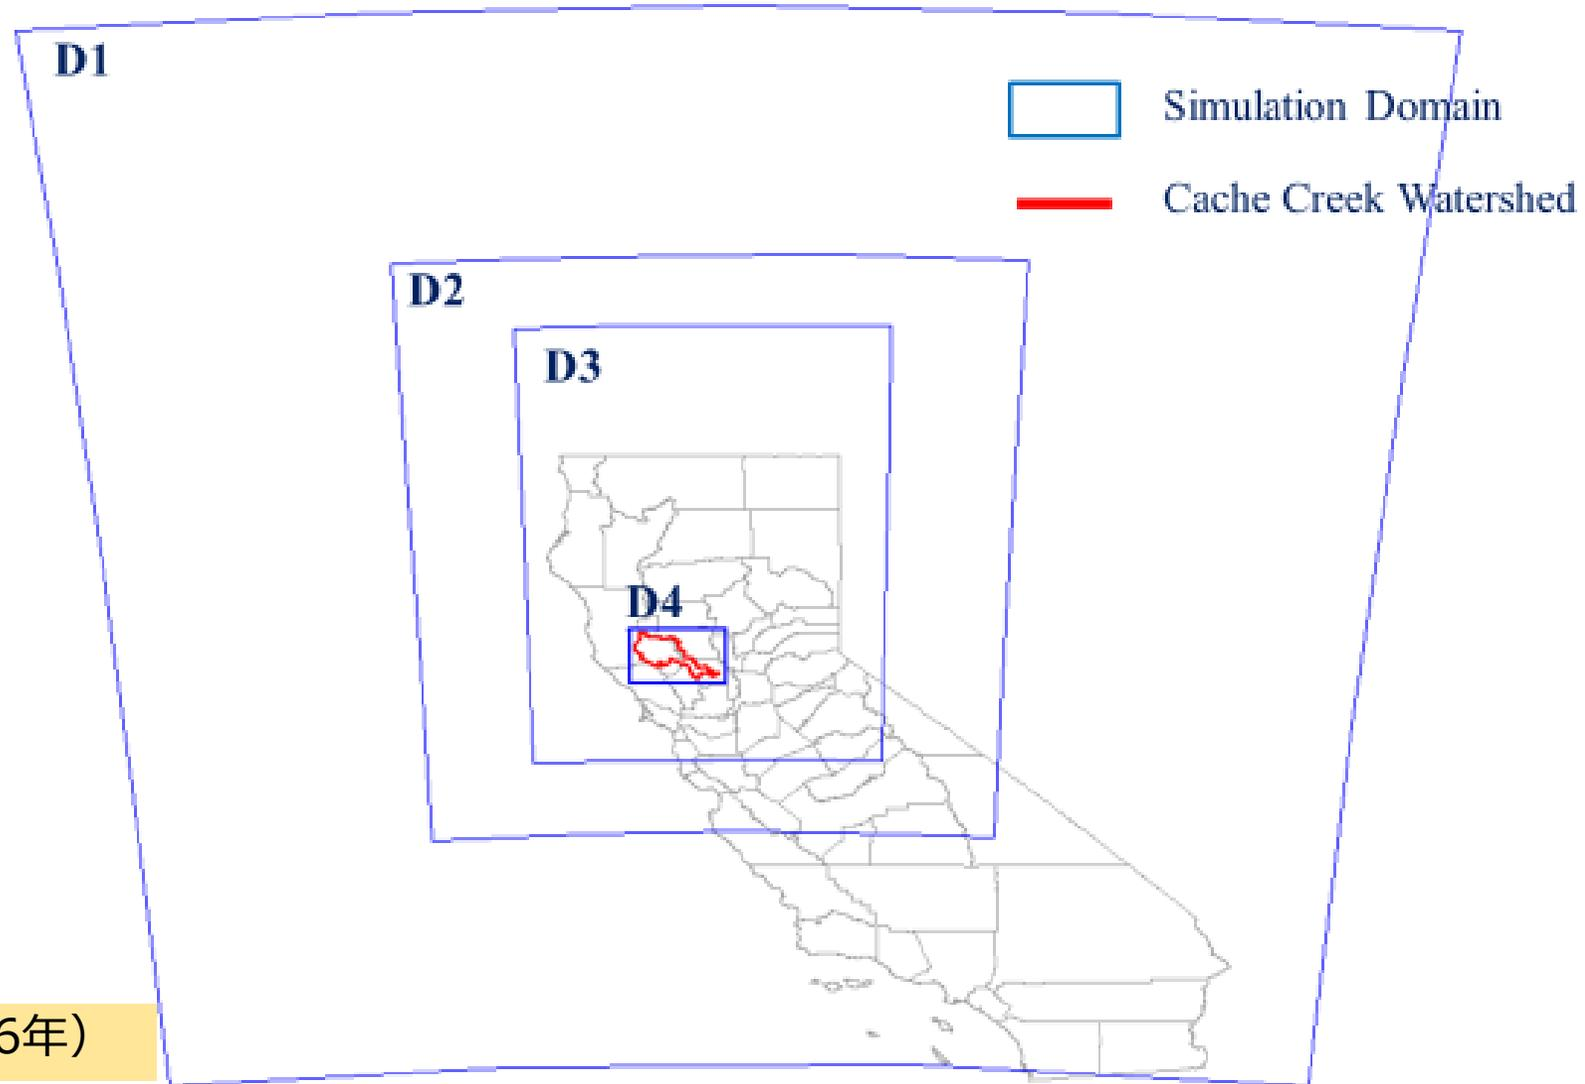 D1
Simulation Domain
Cache Creek Watershed
D2
D3
D4
6年）